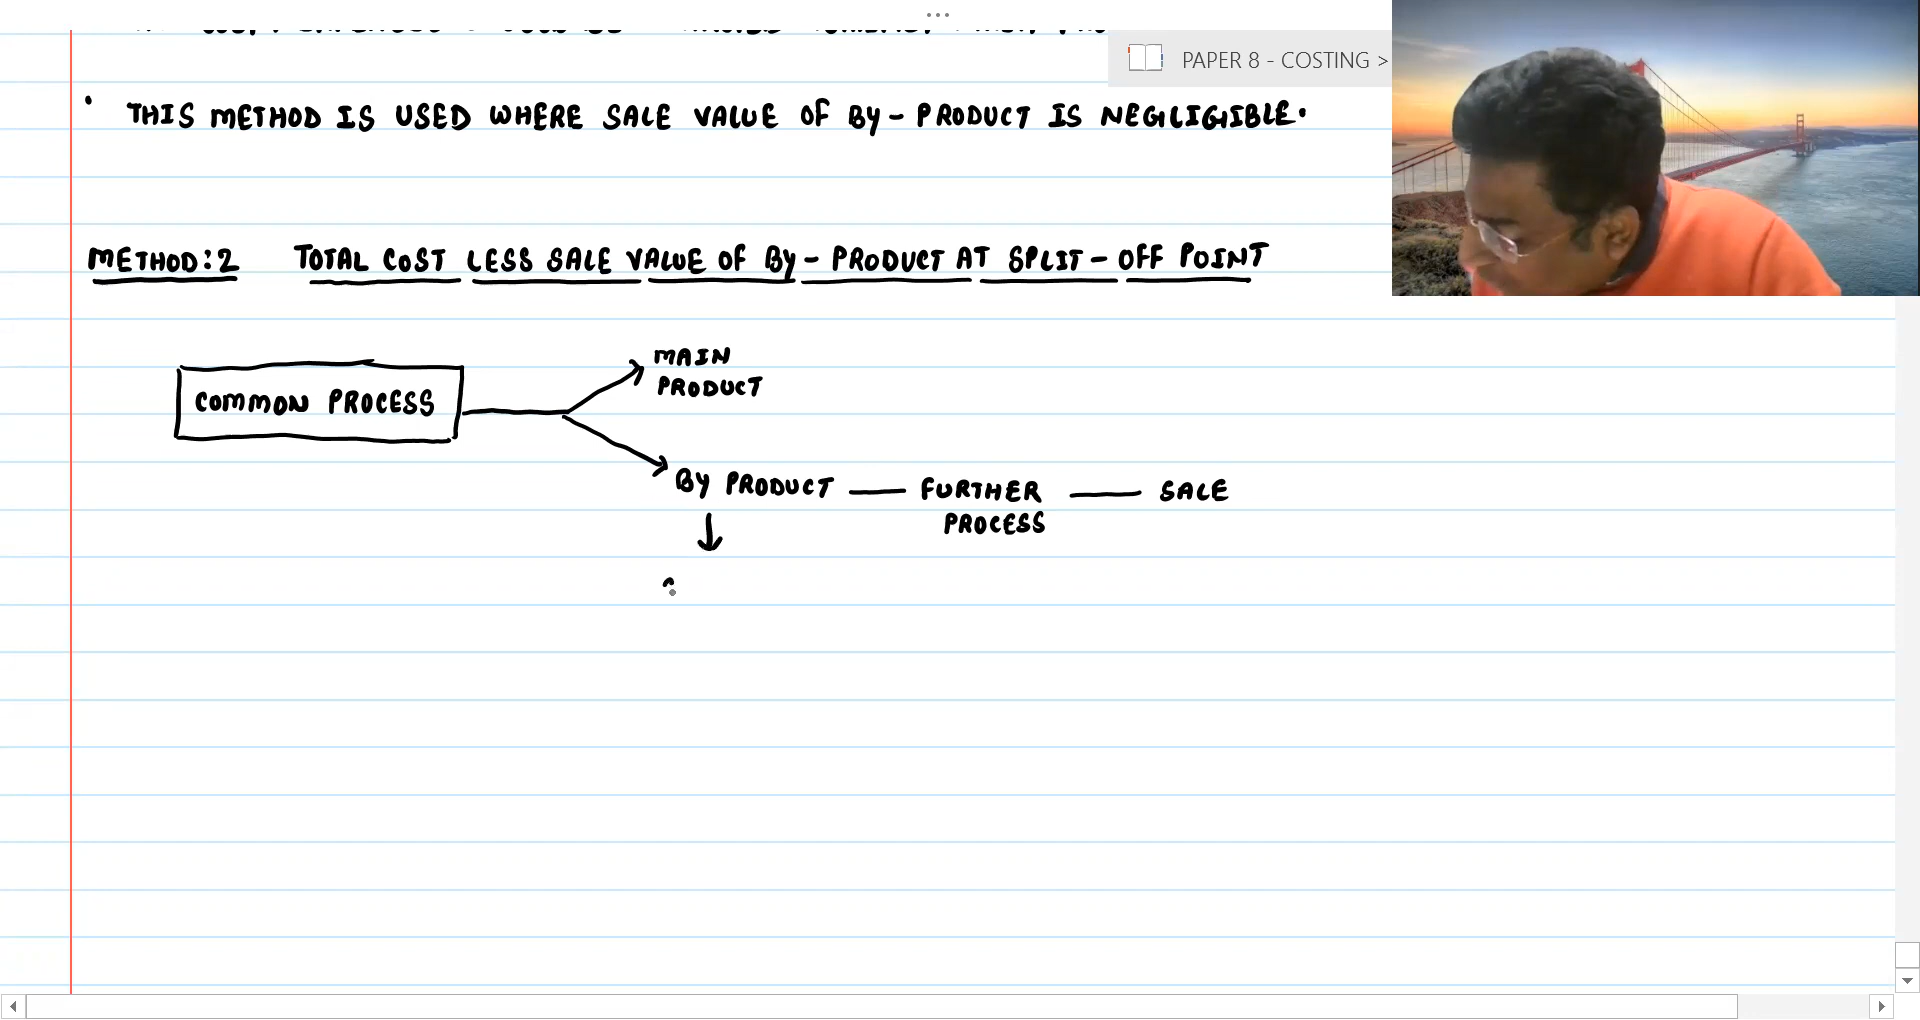 PAPER 8 - COSTING >
• THIS METHOD IS USED WHERE SALE VALUE OF BY - PRODUCT IS NEGLIGIBLE.
METHOD:2 TOTAL COST LESS SALE VALUE OF BY - PRODUCT AT SPLIT - OFF POINT
MAIN
PRODUCT
COMMON PROCESS
BY PRODUCT — FURTHER — SALE
PROCESS